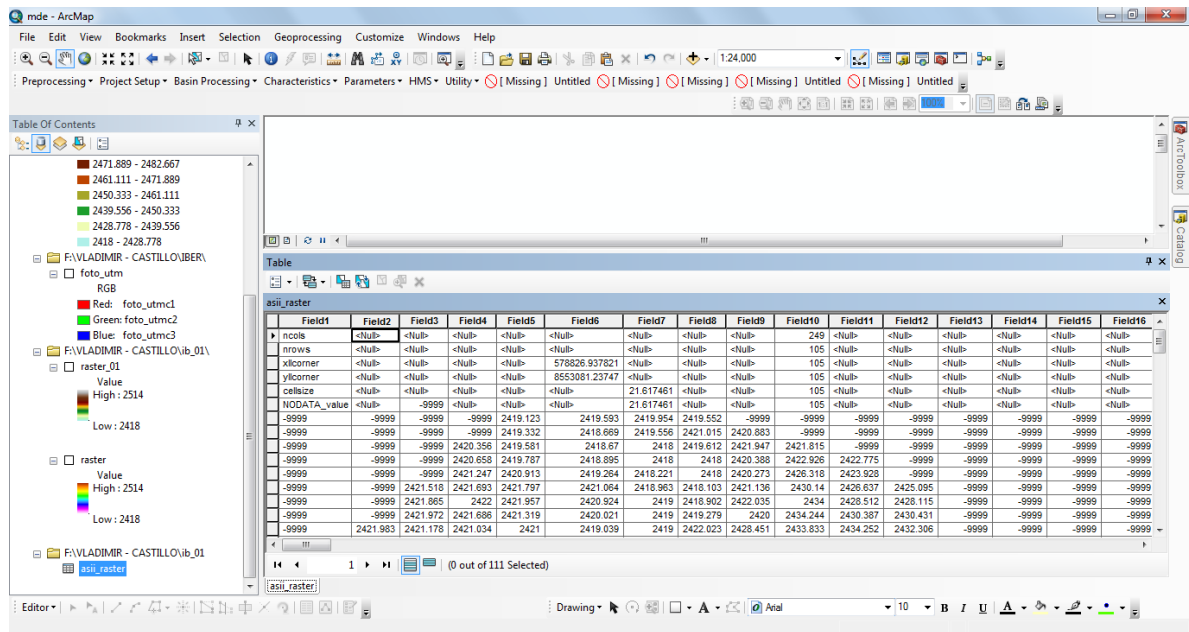 mde - ArcMap
File Edit View Bookmarks Insert Selection Geoprocessing Customize Windows Help
1:24,000
Preprocessing Project Setup Basin Processing Characteristics Parameters HMS Utility [ Missing ] Untitled [ Missing ] [ Missing ] [ Missing ] Untitled [ Missing ] Untitled
100%
Table Of Contents
2471.889 - 2482.667
2461.111 - 2471.889
2450.333 - 2461.111
2439.556 - 2450.333
2428.778 - 2439.556
2418 - 2428.778
F:\VLADIMIR - CASTILLO\IBER\
foto_utm
RGB
Red: foto_utmc1
Green: foto_utmc2
Blue: foto_utmc3
F:\VLADIMIR - CASTILLO\ib_01\
raster_01
Value
High : 2514
Low : 2418
raster
Value
High : 2514
Low : 2418
F:\VLADIMIR - CASTILLO\ib_01
asii_raster
ArcToolbox
Catalog
Table
asii_raster
Field1 Field2 Field3 Field4 Field5 Field6 Field7 Field8 Field9 Field10 Field11 Field12 Field13 Field14 Field15 Field16
ncols <Null> <Null> <Null> <Null> <Null> <Null> <Null> <Null> 249 <Null> <Null> <Null> <Null> <Null> <Null>
nrows <Null> <Null> <Null> <Null> <Null> <Null> <Null> <Null> 105 <Null> <Null> <Null> <Null> <Null> <Null>
xllcorner <Null> <Null> <Null> <Null> 578826.937821 <Null> <Null> <Null> 105 <Null> <Null> <Null> <Null> <Null> <Null>
yllcorner <Null> <Null> <Null> <Null> 8553081.23747 <Null> <Null> <Null> 105 <Null> <Null> <Null> <Null> <Null> <Null>
cellsize <Null> <Null> <Null> <Null> <Null> 21.617461 <Null> <Null> 105 <Null> <Null> <Null> <Null> <Null> <Null>
NODATA_value <Null> -9999 <Null> <Null> <Null> 21.617461 <Null> <Null> 105 <Null> <Null> <Null> <Null> <Null> <Null>
-9999 -9999 -9999 -9999 2419.123 2419.593 2419.954 2419.552 -9999 -9999 -9999 -9999 -9999 -9999 -9999 -9999
-9999 -9999 -9999 -9999 2419.332 2418.669 2419.556 2421.015 2420.883 -9999 -9999 -9999 -9999 -9999 -9999 -9999
-9999 -9999 -9999 2420.356 2419.581 2418.67 2418 2419.612 2421.947 2421.815 -9999 -9999 -9999 -9999 -9999 -9999
-9999 -9999 -9999 2420.658 2419.787 2418.895 2418 2418 2420.388 2422.926 2422.775 -9999 -9999 -9999 -9999 -9999
-9999 -9999 -9999 2421.247 2420.913 2419.264 2418.221 2418 2420.273 2426.318 2423.928 -9999 -9999 -9999 -9999 -9999
-9999 -9999 2421.518 2421.693 2421.797 2421.064 2418.963 2418.103 2421.136 2430.14 2426.637 2425.095 -9999 -9999 -9999 -9999
-9999 -9999 2421.865 2422 2421.957 2420.924 2419 2418.902 2422.035 2434 2428.512 2428.115 -9999 -9999 -9999 -9999
-9999 -9999 2421.972 2421.686 2421.319 2420.021 2419 2419.279 2420 2434.244 2430.387 2430.431 -9999 -9999 -9999 -9999
-9999 2421.983 2421.178 2421.034 2421 2419.039 2419 2422.023 2428.451 2433.833 2434.252 2432.306 -9999 -9999 -9999 -9999
1 (0 out of 111 Selected)
asii_raster
Editor Drawing Arial 10 B I U A